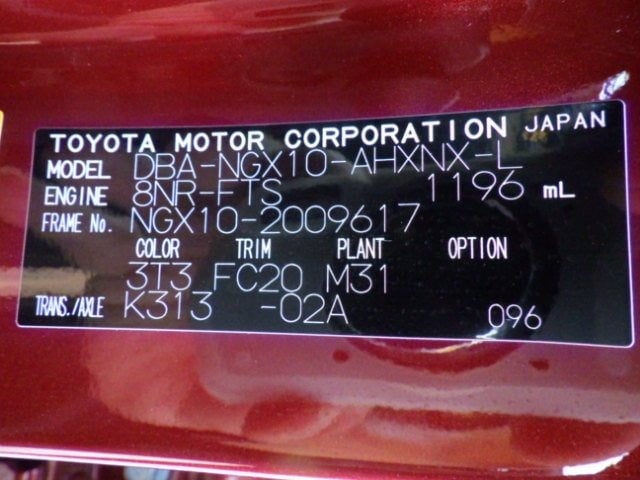 TOYOTA MOTOR CORPORATION JAPAN
MODEL DBA-NGX10-AHXNX-L
ENGINE 8NR-FTS 1196 mL
FRAME No. NGX10-2009617
COLOR TRIM PLANT OPTION
3T3 FC20 M31
TRANS./AXLE K313 -02A 096